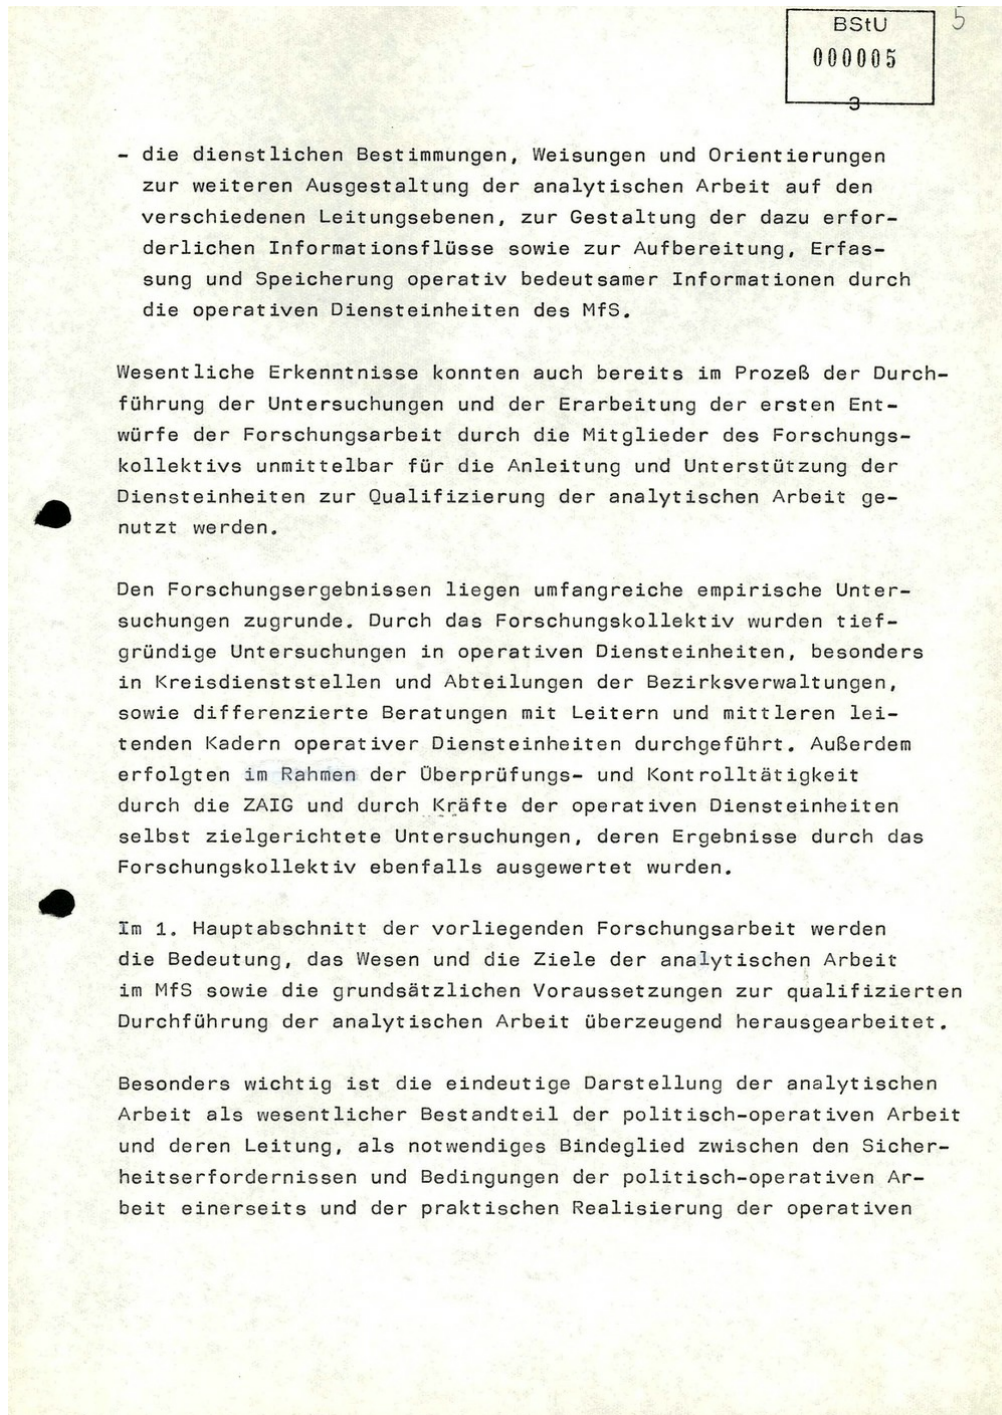 BStU
000005
3
5
- die dienstlichen Bestimmungen, Weisungen und Orientierungen
zur weiteren Ausgestaltung der analytischen Arbeit auf den
verschiedenen Leitungsebenen, zur Gestaltung der dazu erfor-
derlichen Informationsflüsse sowie zur Aufbereitung, Erfas-
sung und Speicherung operativ bedeutsamer Informationen durch
die operativen Diensteinheiten des MfS.
Wesentliche Erkenntnisse konnten auch bereits im Prozeß der Durch-
führung der Untersuchungen und der Erarbeitung der ersten Ent-
würfe der Forschungsarbeit durch die Mitglieder des Forschungs-
kollektivs unmittelbar für die Anleitung und Unterstützung der
Diensteinheiten zur Qualifizierung der analytischen Arbeit ge-
nutzt werden.
Den Forschungsergebnissen liegen umfangreiche empirische Unter-
suchungen zugrunde. Durch das Forschungskollektiv wurden tief-
gründige Untersuchungen in operativen Diensteinheiten, besonders
in Kreisdienststellen und Abteilungen der Bezirksverwaltungen,
sowie differenzierte Beratungen mit Leitern und mittleren lei-
tenden Kadern operativer Diensteinheiten durchgeführt. Außerdem
erfolgten im Rahmen der Überprüfungs- und Kontrolltätigkeit
durch die ZAIG und durch Kräfte der operativen Diensteinheiten
selbst zielgerichtete Untersuchungen, deren Ergebnisse durch das
Forschungskollektiv ebenfalls ausgewertet wurden.
Im 1. Hauptabschnitt der vorliegenden Forschungsarbeit werden
die Bedeutung, das Wesen und die Ziele der analytischen Arbeit
im MfS sowie die grundsätzlichen Voraussetzungen zur qualifizierten
Durchführung der analytischen Arbeit überzeugend herausgearbeitet.
Besonders wichtig ist die eindeutige Darstellung der analytischen
Arbeit als wesentlicher Bestandteil der politisch-operativen Arbeit
und deren Leitung, als notwendiges Bindeglied zwischen den Sicher-
heitserfordernissen und Bedingungen der politisch-operativen Ar-
beit einerseits und der praktischen Realisierung der operativen